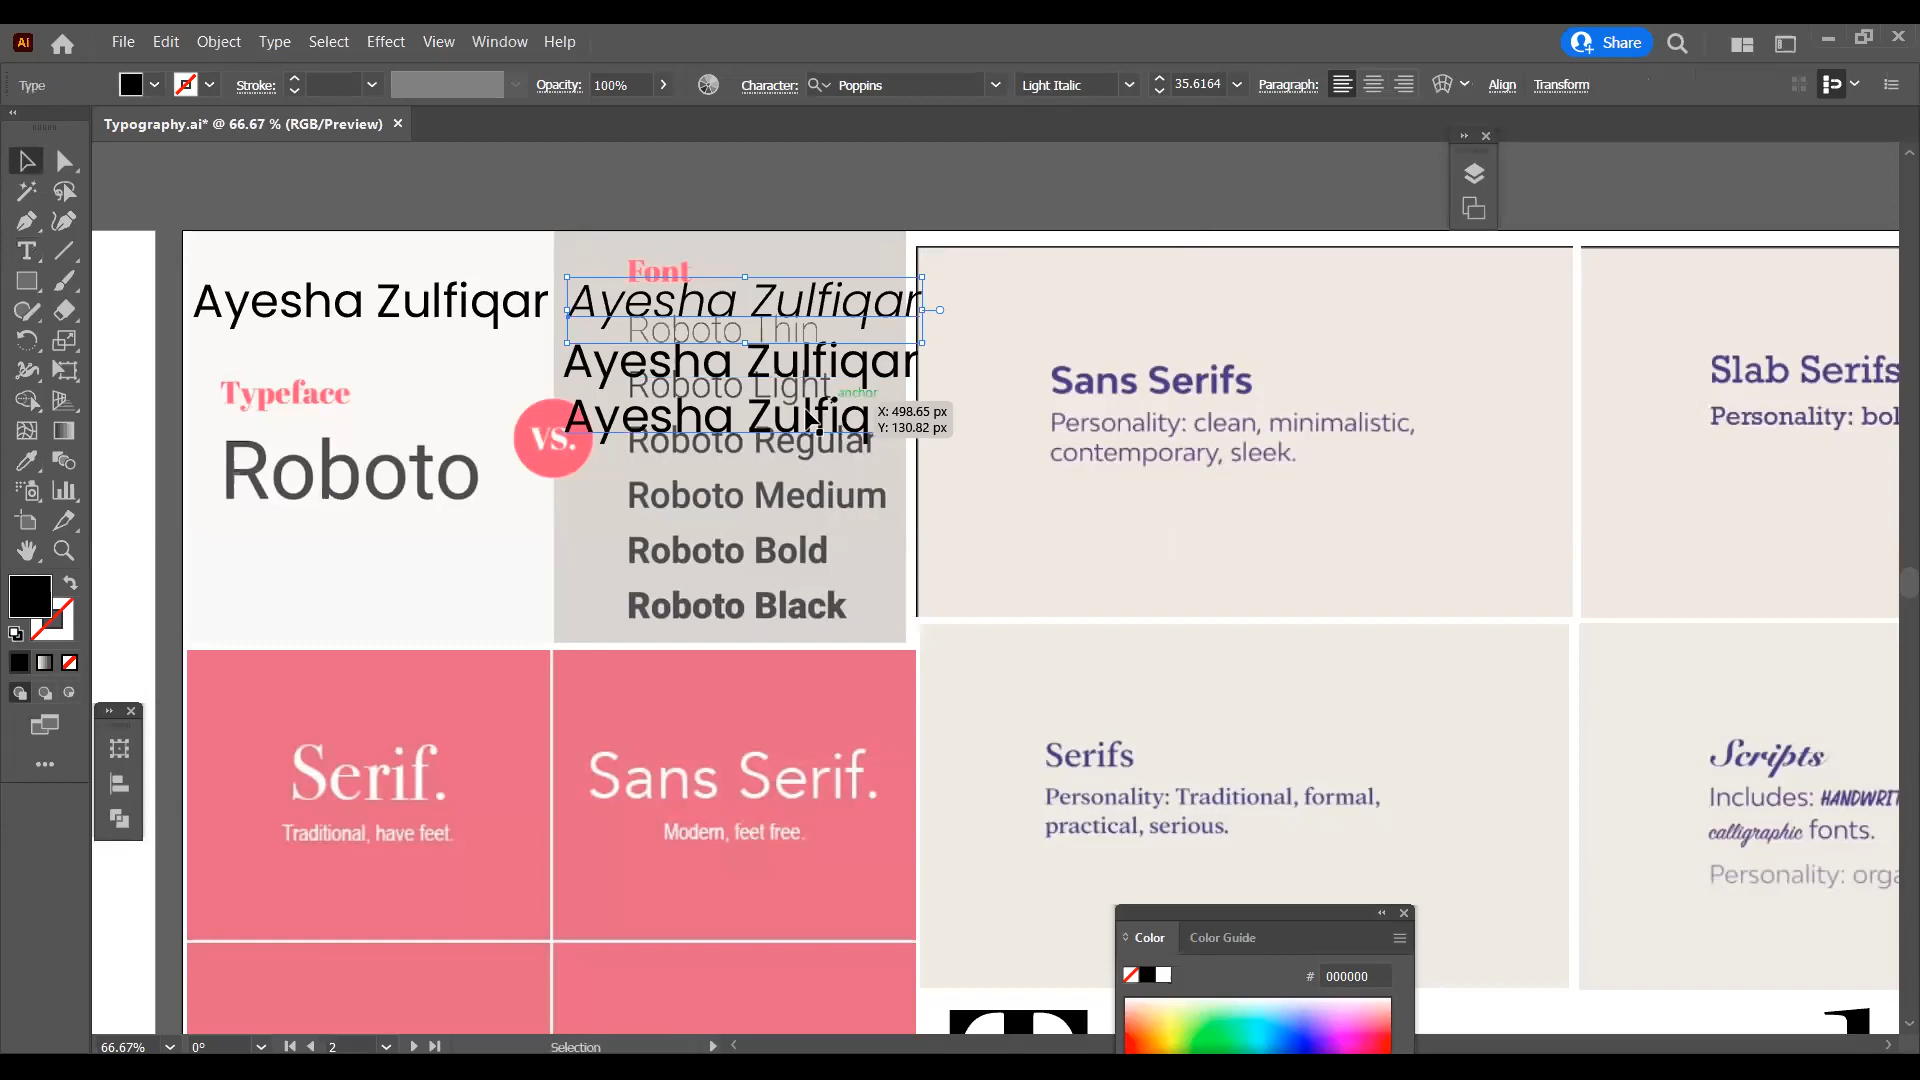 Ai
File Edit Object Type Select Effect View Window Help
Share
Type
Stroke:
Opacity: 100%
Character: Poppins
Light Italic
35.6164
Paragraph:
Align
Transform
Typography.ai* @ 66.67 % (RGB/Preview)
Ayesha Zulfiqar
Typeface
Roboto
VS.
Font
Ayesha Zulfiqar
Roboto Thin
Ayesha Zulfiqar
Roboto Light
anchor
Ayesha Zulfiq
X: 498.65 px
Y: 130.82 px
Roboto Regular
Roboto Medium
Roboto Bold
Roboto Black
Sans Serifs
Personality: clean, minimalistic,
contemporary, sleek.
Slab Serifs
Personality: bol
Serif.
Traditional, have feet.
Sans Serif.
Modern, feet free.
Serifs
Personality: Traditional, formal,
practical, serious.
Scripts
Includes: HANDWRIT
calligraphic fonts.
Personality: orga
Color
Color Guide
# 000000
66.67%
0°
2
Selection